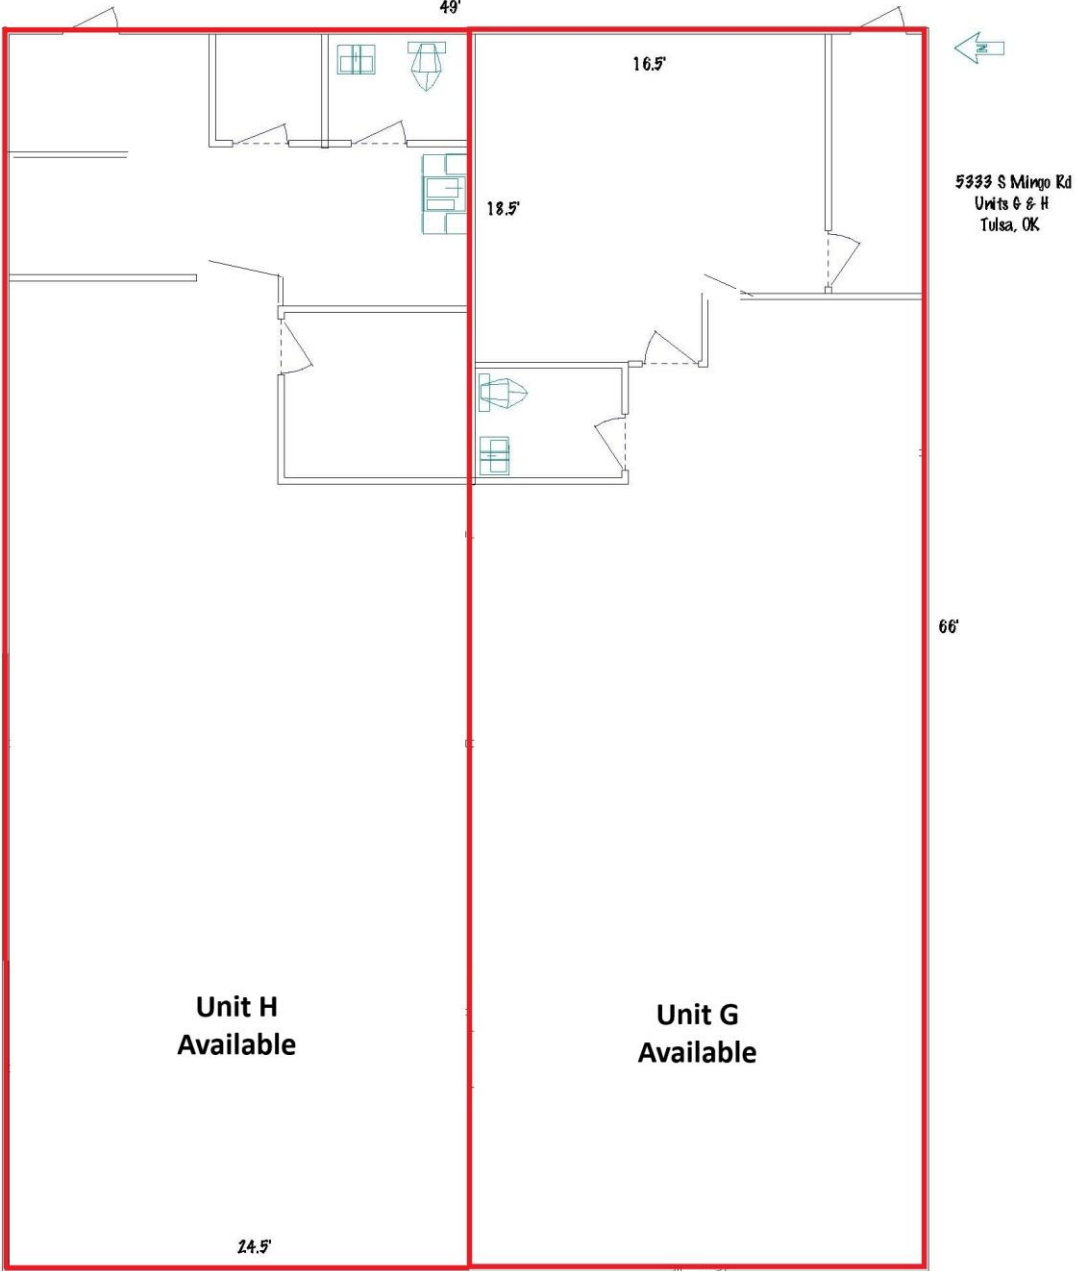 49'
16.5'
N
5333 S Mingo Rd
Units G & H
Tulsa, OK
18.5'
66'
Unit H
Available
Unit G
Available
24.5'